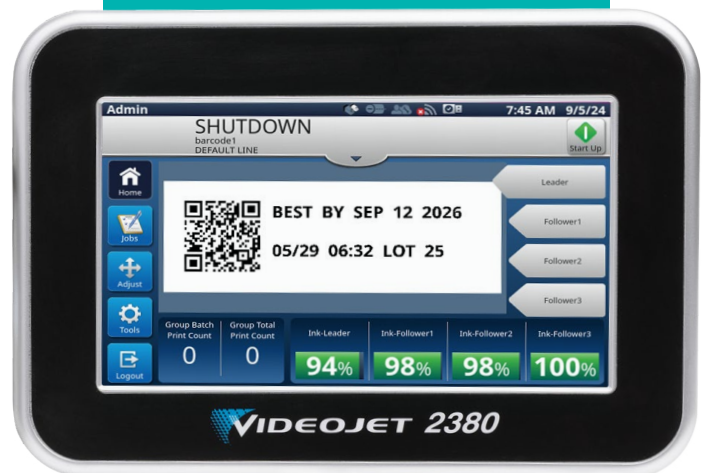 Admin
7:45 AM 9/5/24
SHUTDOWN
barcode1
DEFAULT LINE
Start Up
Home
Jobs
Adjust
Tools
Logout
BEST BY SEP 12 2026
05/29 06:32 LOT 25
Leader
Follower1
Follower2
Follower3
Group Batch
Print Count
0
Group Total
Print Count
0
Ink-Leader
94%
Ink-Follower1
98%
Ink-Follower2
98%
Ink-Follower3
100%
VIDEOJET 2380